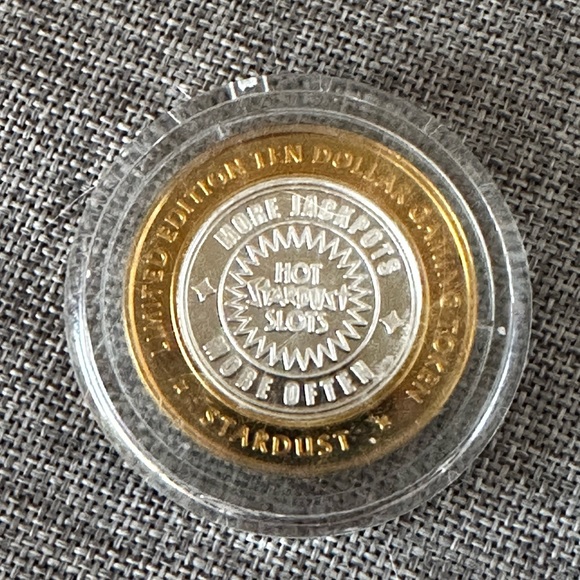 LIMITED EDITION TEN DOLLAR GAMING TOKEN
STARDUST
MORE JACKPOTS
HOT
STARDUST
SLOTS
MORE OFTEN